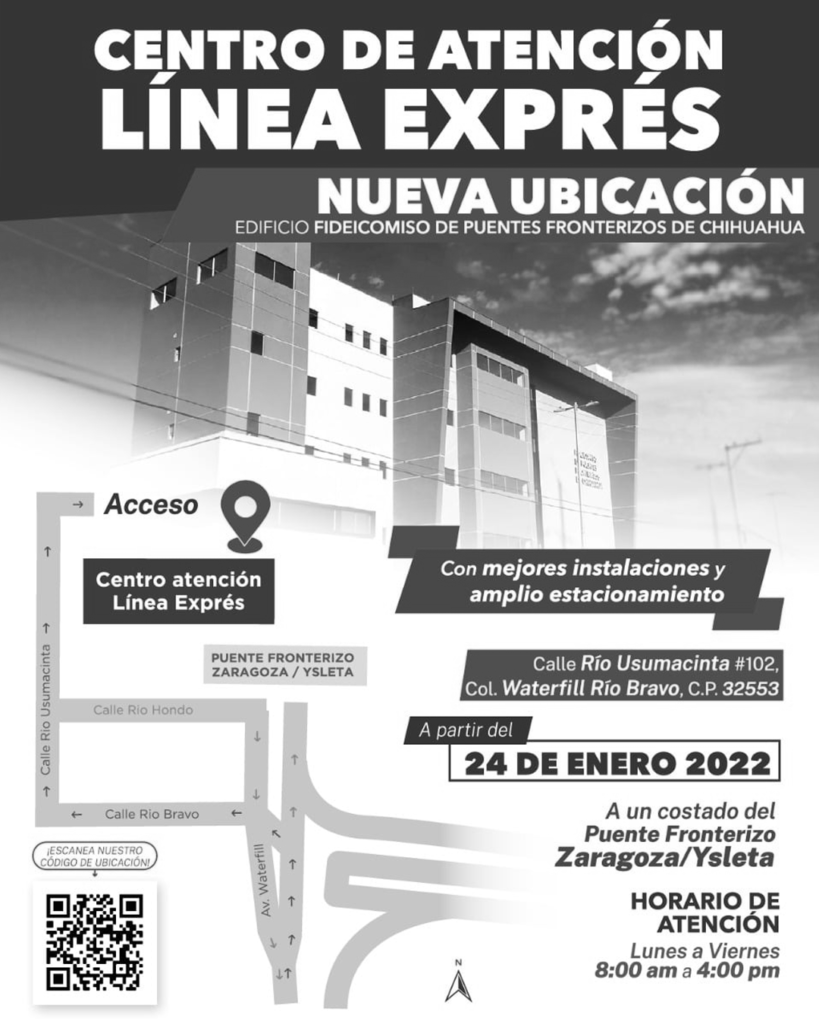 CENTRO DE ATENCIÓN
LÍNEA EXPRÉS
NUEVA UBICACIÓN
EDIFICIO FIDEICOMISO DE PUENTES FRONTERIZOS DE CHIHUAHUA
Acceso
Centro atención
Línea Exprés
Con mejores instalaciones y
amplio estacionamiento
PUENTE FRONTERIZO
ZARAGOZA / YSLETA
Calle Río Usumacinta #102,
Col. Waterfill Río Bravo, C.P. 32553
Calle Rio Usumacinta
Calle Rio Hondo
A partir del
24 DE ENERO 2022
Calle Rio Bravo
A un costado del
Puente Fronterizo
Zaragoza/Ysleta
¡ESCANEA NUESTRO
CÓDIGO DE UBICACIÓN!
Av. Waterfill
HORARIO DE
ATENCIÓN
Lunes a Viernes
8:00 am a 4:00 pm
N